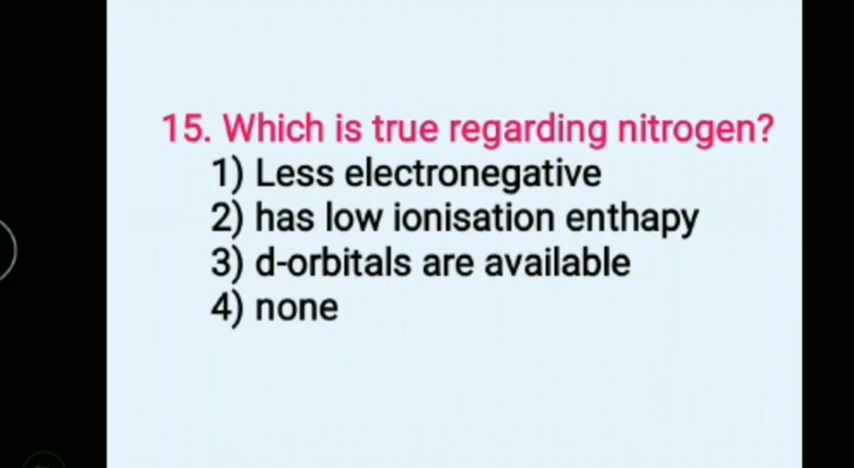 15. Which is true regarding nitrogen?
1) Less electronegative
2) has low ionisation enthapy
3) d-orbitals are available
4) none